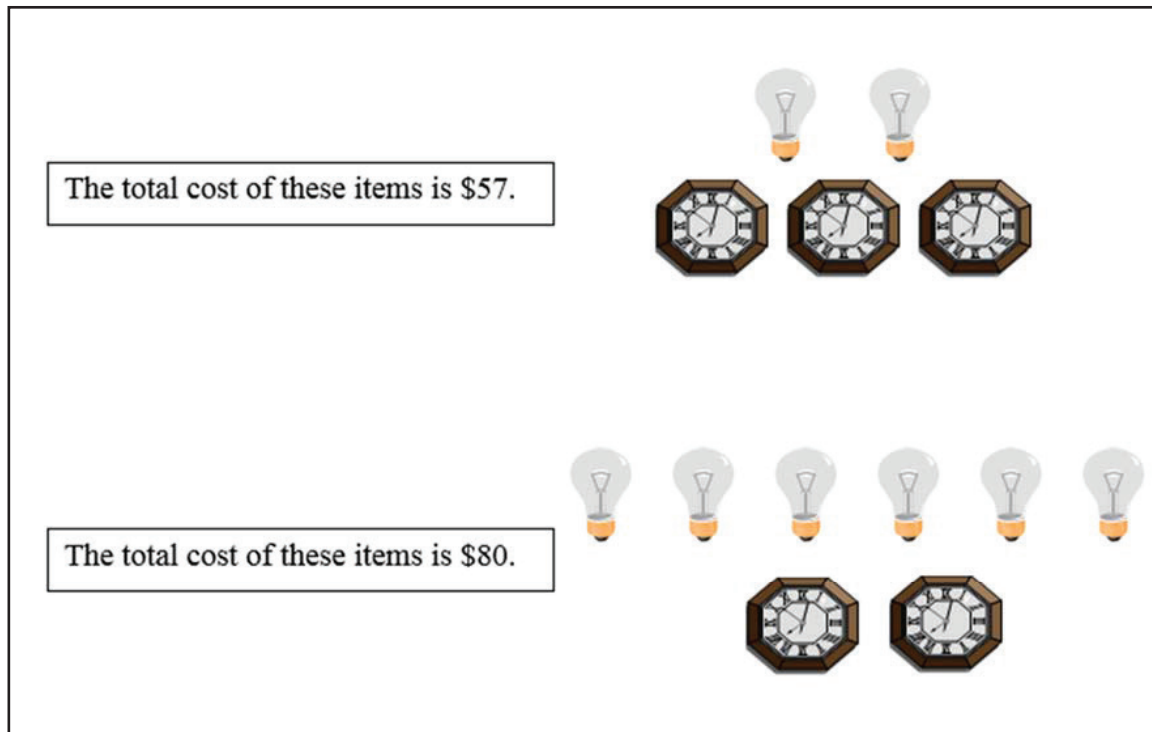 The total cost of these items is $57.
The total cost of these items is $80.